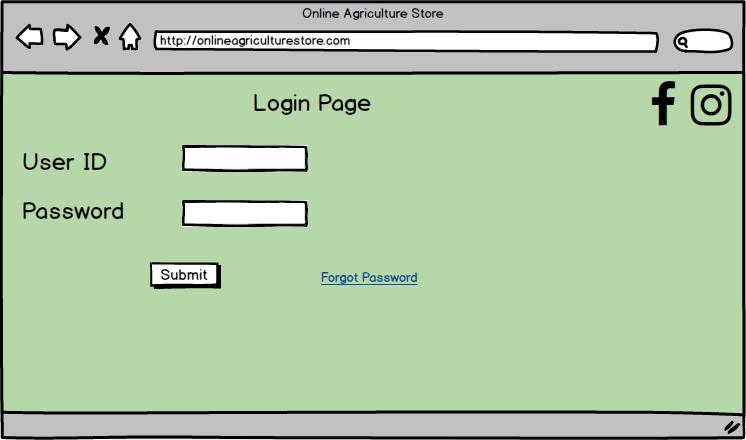 Online Agriculture Store
http://onlineagriculturestore.com
Login Page
User ID
Password
Submit
Forgot Password